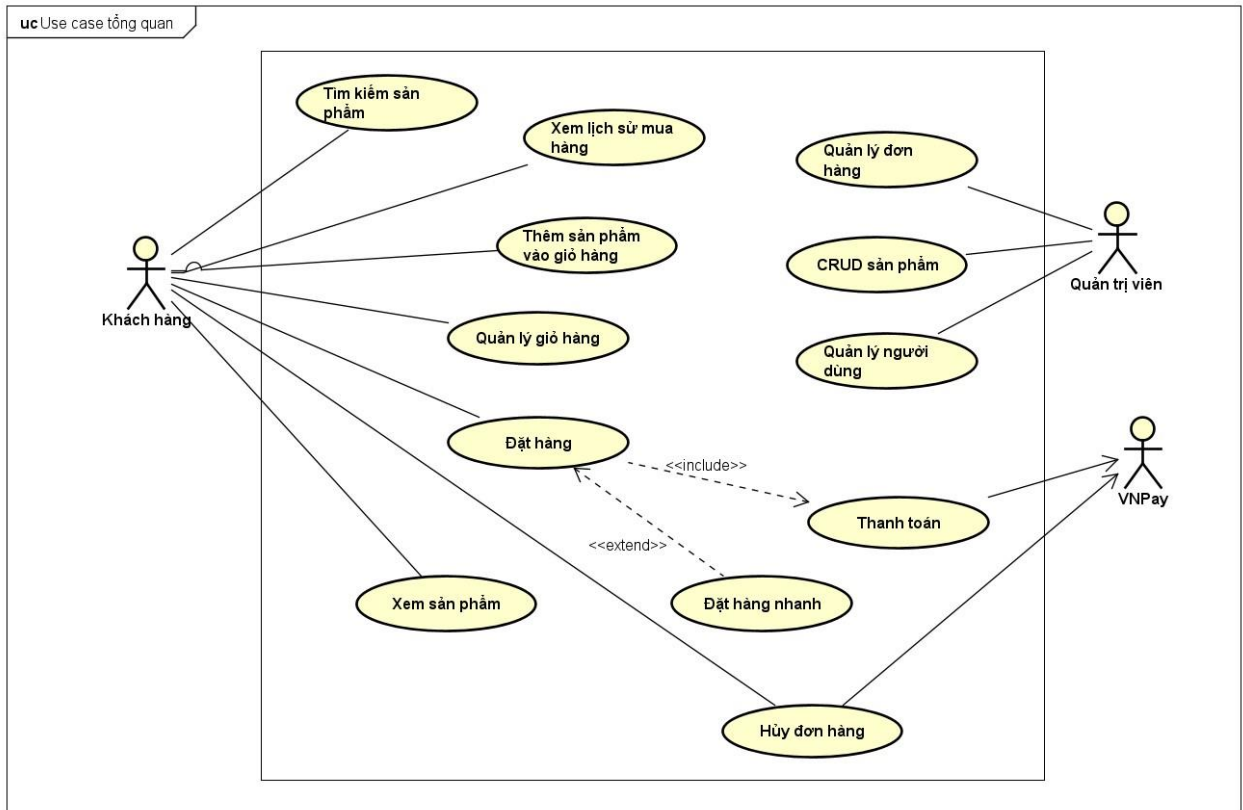 uc Use case tổng quan
Tìm kiếm sản
phẩm
Xem lịch sử mua
hàng
Quản lý đơn
hàng
Thêm sản phẩm
vào giỏ hàng
CRUD sản phẩm
Quản trị viên
Khách hàng
Quản lý giỏ hàng
Quản lý người
dùng
Đặt hàng
<<include>>
VNPay
Thanh toán
<<extend>>
Xem sản phẩm
Đặt hàng nhanh
Hủy đơn hàng